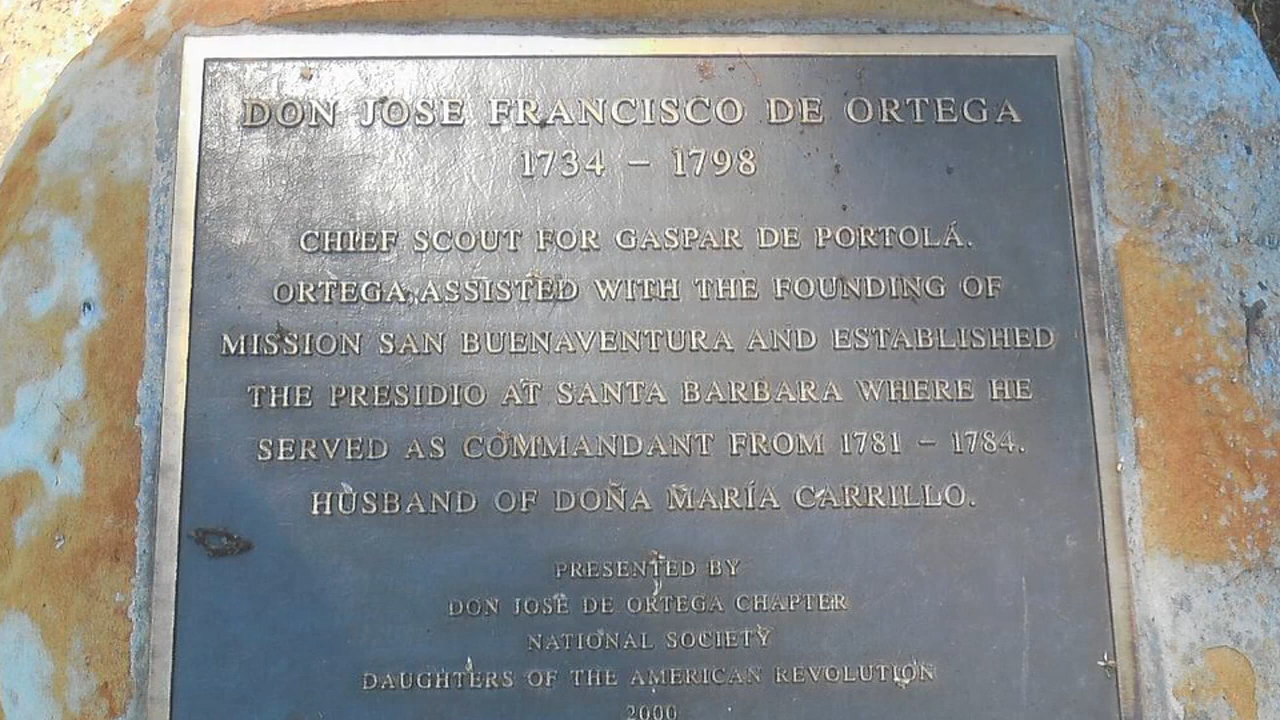 DON JOSE FRANCISCO DE ORTEGA
1734 – 1798
CHIEF SCOUT FOR GASPAR DE PORTOLÁ.
ORTEGA ASSISTED WITH THE FOUNDING OF
MISSION SAN BUENAVENTURA AND ESTABLISHED
THE PRESIDIO AT SANTA BARBARA WHERE HE
SERVED AS COMMANDANT FROM 1781 – 1784.
HUSBAND OF DOÑA MARÍA CARRILLO.
PRESENTED BY
DON JOSE DE ORTEGA CHAPTER
NATIONAL SOCIETY
DAUGHTERS OF THE AMERICAN REVOLUTION
2000